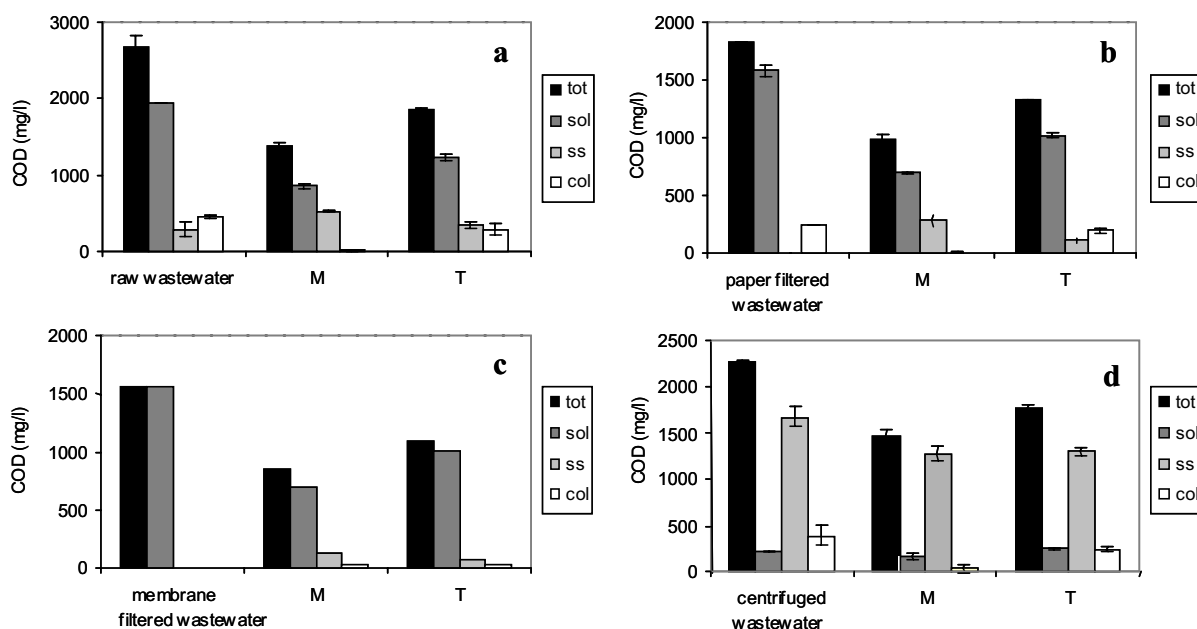 a
3000
2000
1000
0
COD (mg/l)
raw wastewater
M
T
tot
sol
ss
col
b
2000
1500
1000
500
0
COD (mg/l)
paper filtered
wastewater
M
T
tot
sol
ss
col
c
2000
1500
1000
500
0
COD (mg/l)
membrane
filtered wastewater
M
T
tot
sol
ss
col
d
2500
2000
1500
1000
500
0
COD (mg/l)
centrifuged
wastewater
M
T
tot
sol
ss
col